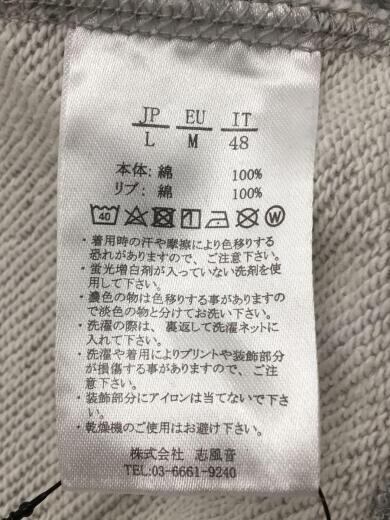 JP EU IT
L M 48
本体: 綿 100%
リブ: 綿 100%
40 W
・着用時の汗や摩擦により色移りする
恐れがありますので、ご注意下さい。
・蛍光増白剤が入っていない洗剤を使
用して下さい。
・濃色の物は色移りする事がありますの
で淡色の物と分けてお洗い下さい。
・洗濯の際は、裏返して洗濯ネットに
入れて下さい。
・洗濯や着用によりプリントや装飾部分
が損傷する事がありますので、ご注
意下さい。
・装飾部分にアイロンは当てないで下さ
い。
・乾燥機のご使用はお避け下さい。
株式会社 志風音
TEL:03-6661-9240